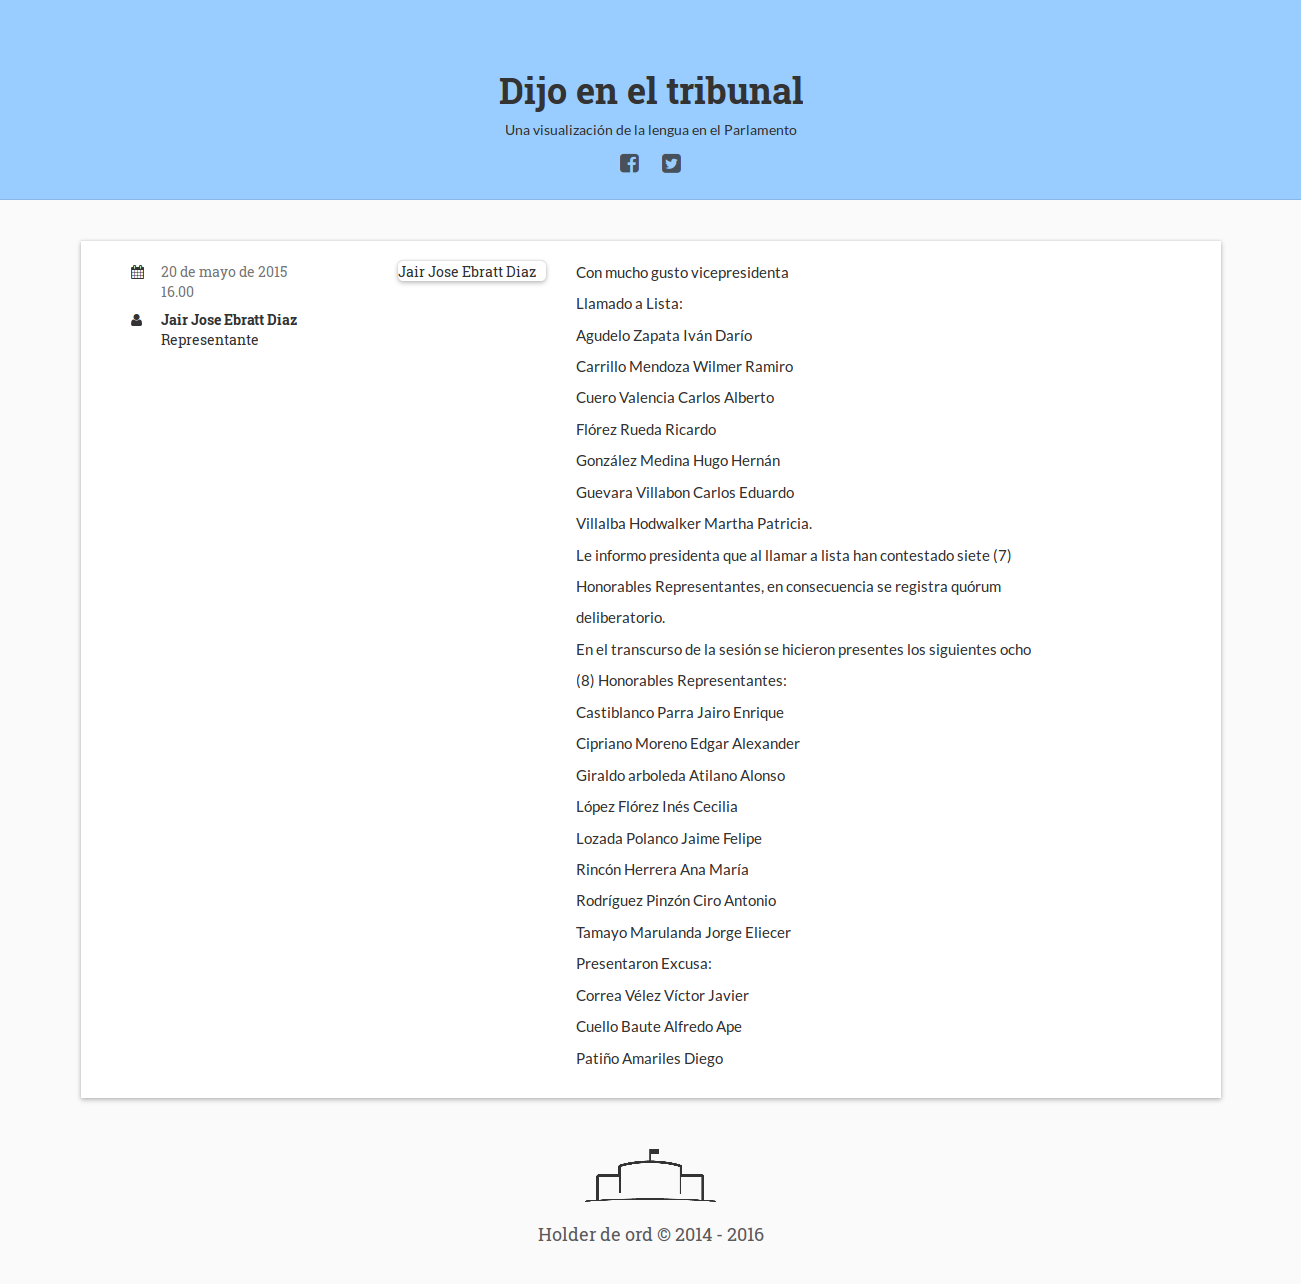 Dijo en el tribunal
Una visualización de la lengua en el Parlamento
20 de mayo de 2015
16.00
Jair Jose Ebratt Diaz
Representante
Jair Jose Ebratt Diaz
Con mucho gusto vicepresidenta
Llamado a Lista:
Agudelo Zapata Iván Darío
Carrillo Mendoza Wilmer Ramiro
Cuero Valencia Carlos Alberto
Flórez Rueda Ricardo
González Medina Hugo Hernán
Guevara Villabon Carlos Eduardo
Villalba Hodwalker Martha Patricia.
Le informo presidenta que al llamar a lista han contestado siete (7)
Honorables Representantes, en consecuencia se registra quórum
deliberatorio.
En el transcurso de la sesión se hicieron presentes los siguientes ocho
(8) Honorables Representantes:
Castiblanco Parra Jairo Enrique
Cipriano Moreno Edgar Alexander
Giraldo arboleda Atilano Alonso
López Flórez Inés Cecilia
Lozada Polanco Jaime Felipe
Rincón Herrera Ana María
Rodríguez Pinzón Ciro Antonio
Tamayo Marulanda Jorge Eliecer
Presentaron Excusa:
Correa Vélez Víctor Javier
Cuello Baute Alfredo Ape
Patiño Amariles Diego
Holder de ord © 2014 - 2016